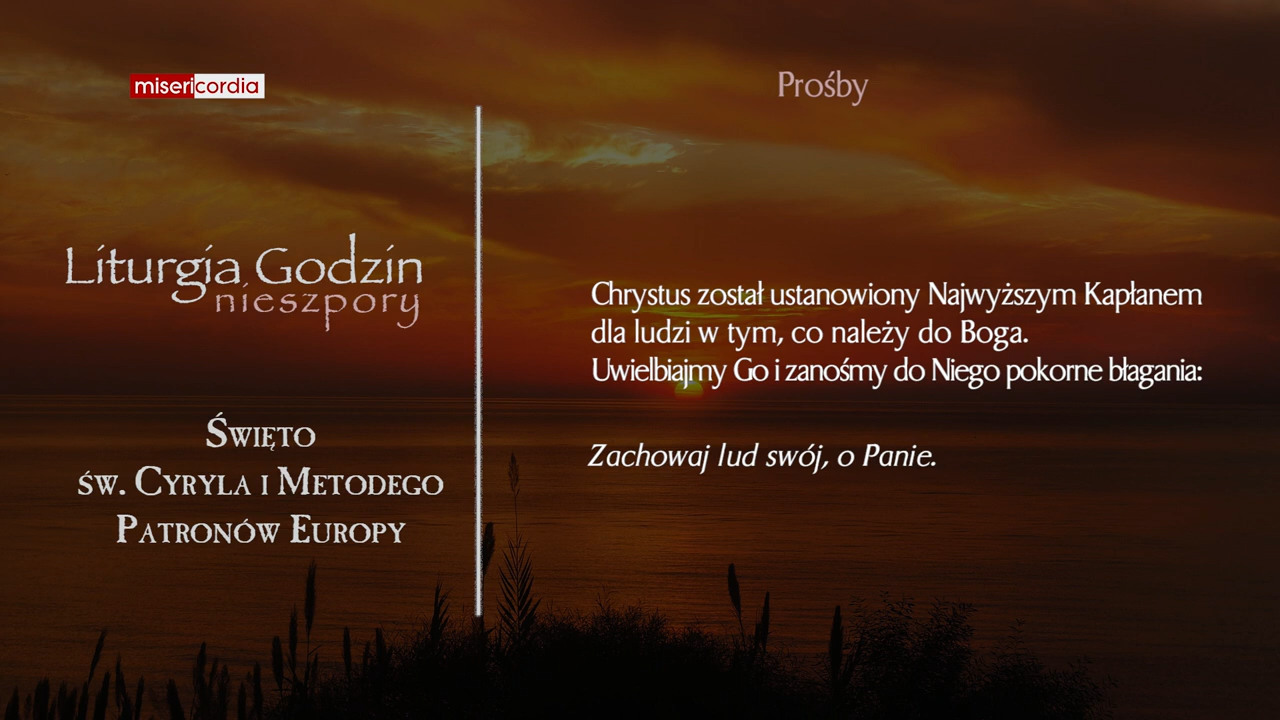 misericordia
Prośby
Liturgia Godzin
nieszpory
Święto
św. Cyryla i Metodego
Patronów Europy
Chrystus został ustanowiony Najwyższym Kapłanem
dla ludzi w tym, co należy do Boga.
Uwielbiajmy Go i zanośmy do Niego pokorne błagania:
Zachowaj lud swój, o Panie.